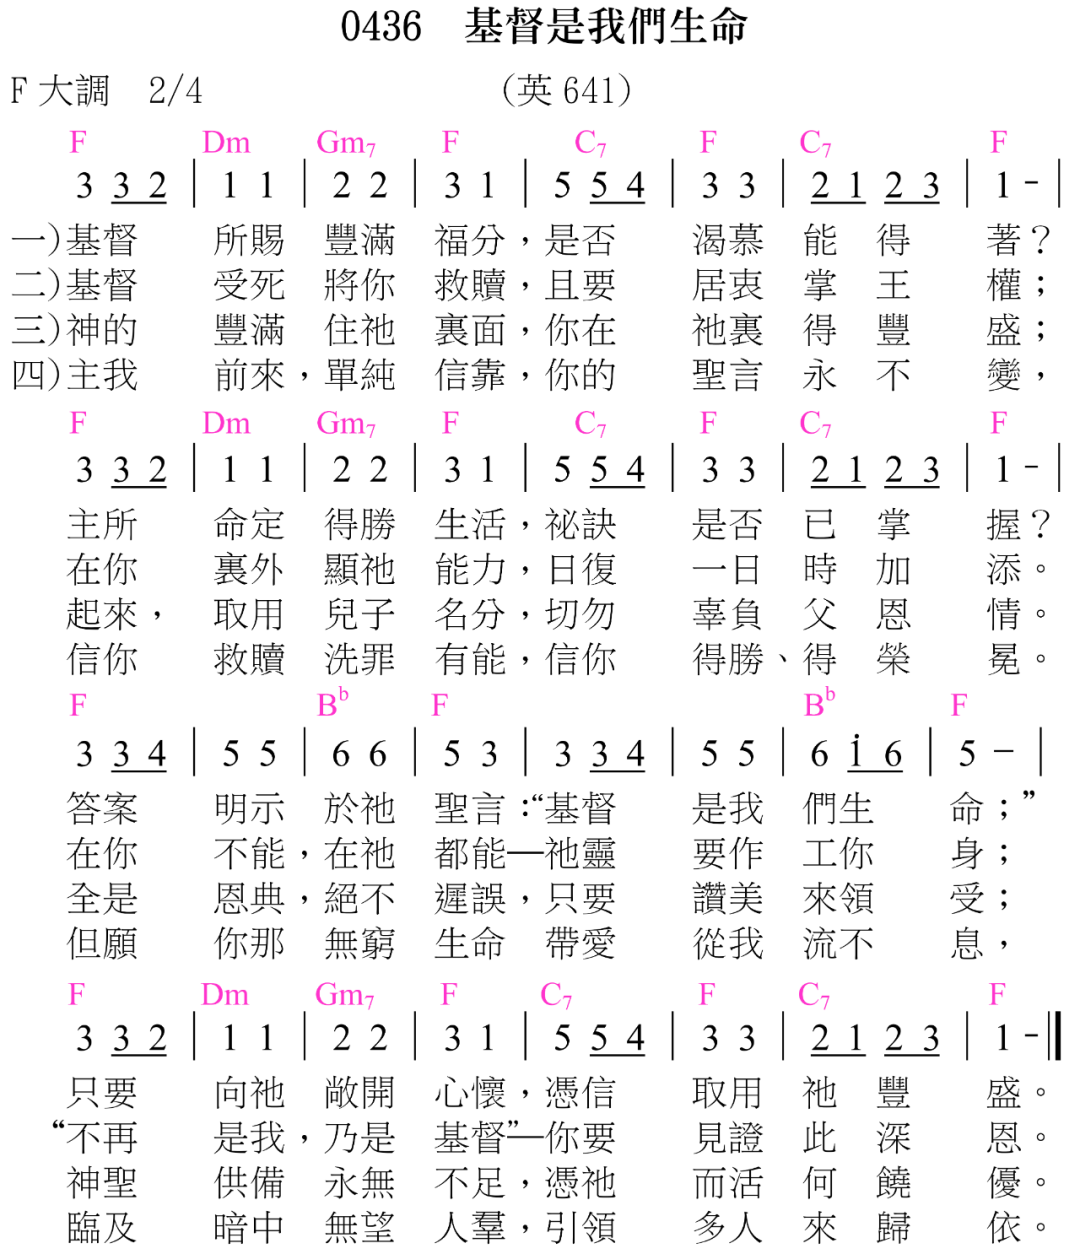 0436 基督是我們生命
F 大調 2/4 (英 641)
F Dm Gm7 F C7 F C7 F
3 3 2 | 1 1 | 2 2 | 3 1 | 5 5 4 | 3 3 | 2 1 2 3 | 1 - |
一)基督 所賜 豐滿 福分，是否 渴慕 能 得 著？
二)基督 受死 將你 救贖，且要 居衷 掌 王 權；
三)神的 豐滿 住祂 裏面，你在 祂裏 得 豐 盛；
四)主我 前來，單純 信靠，你的 聖言 永 不 變，
F Dm Gm7 F C7 F C7 F
3 3 2 | 1 1 | 2 2 | 3 1 | 5 5 4 | 3 3 | 2 1 2 3 | 1 - |
主所 命定 得勝 生活，祕訣 是否 已 掌 握？
在你 裏外 顯祂 能力，日復 一日 時 加 添。
起來， 取用 兒子 名分，切勿 辜負 父 恩 情。
信你 救贖 洗罪 有能，信你 得勝、得 榮 冕。
F Bb F Bb F
3 3 4 | 5 5 | 6 6 | 5 3 | 3 3 4 | 5 5 | 6 i 6 | 5 − |
答案 明示 於祂 聖言：“基督 是我 們生 命；”
在你 不能，在祂 都能—祂靈 要作 工你 身；
全是 恩典，絕不 遲誤，只要 讚美 來領 受；
但願 你那 無窮 生命 帶愛 從我 流不 息，
F Dm Gm7 F C7 F C7 F
3 3 2 | 1 1 | 2 2 | 3 1 | 5 5 4 | 3 3 | 2 1 2 3 | 1 - ‖
只要 向祂 敞開 心懷，憑信 取用 祂 豐 盛。
“不再 是我，乃是 基督”—你要 見證 此 深 恩。
神聖 供備 永無 不足，憑祂 而活 何 饒 優。
臨及 暗中 無望 人羣，引領 多人 來 歸 依。